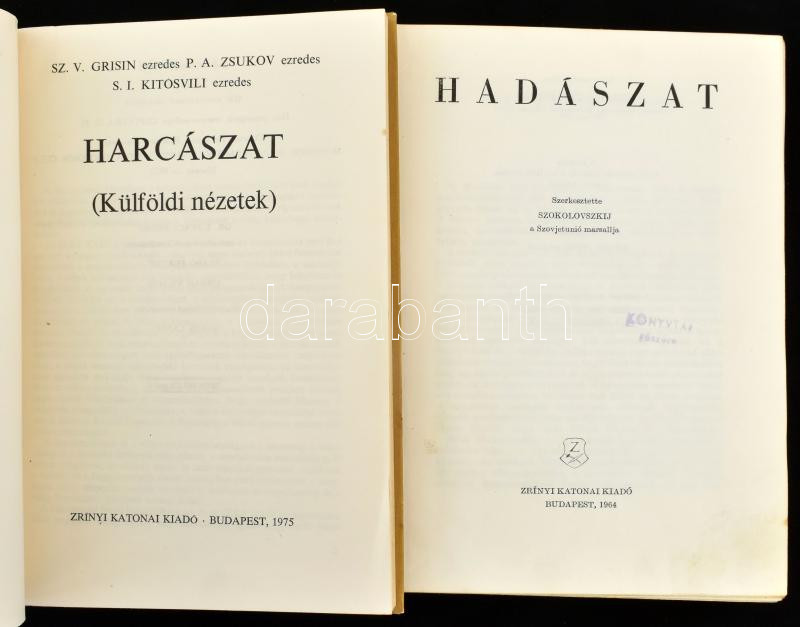 SZ. V. GRISIN ezredes P. A. ZSUKOV ezredes
S. I. KITOSVILI ezredes
HARCÁSZAT
(Külföldi nézetek)
ZRÍNYI KATONAI KIADÓ · BUDAPEST, 1975
HADÁSZAT
Szerkesztette
SZOKOLOVSZKIJ
a Szovjetunió marsallja
KÖNYVTÁR
Z
ZRÍNYI KATONAI KIADÓ
BUDAPEST, 1964
darabanth